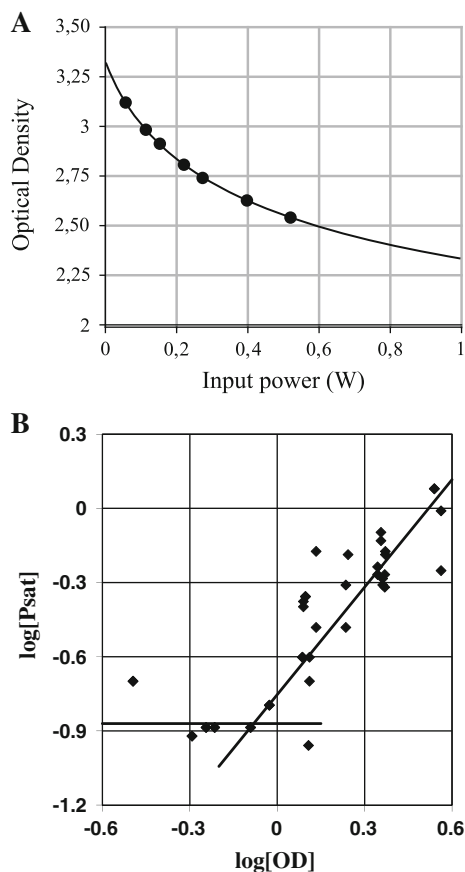 A
3,50
3,25
3
2,75
2,50
2,25
2
Optical Density
0 0,2 0,4 0,6 0,8 1
Input power (W)
B
0.3
0
-0.3
-0.6
-0.9
-1.2
log[Psat]
-0.6 -0.3 0 0.3 0.6
log[OD]